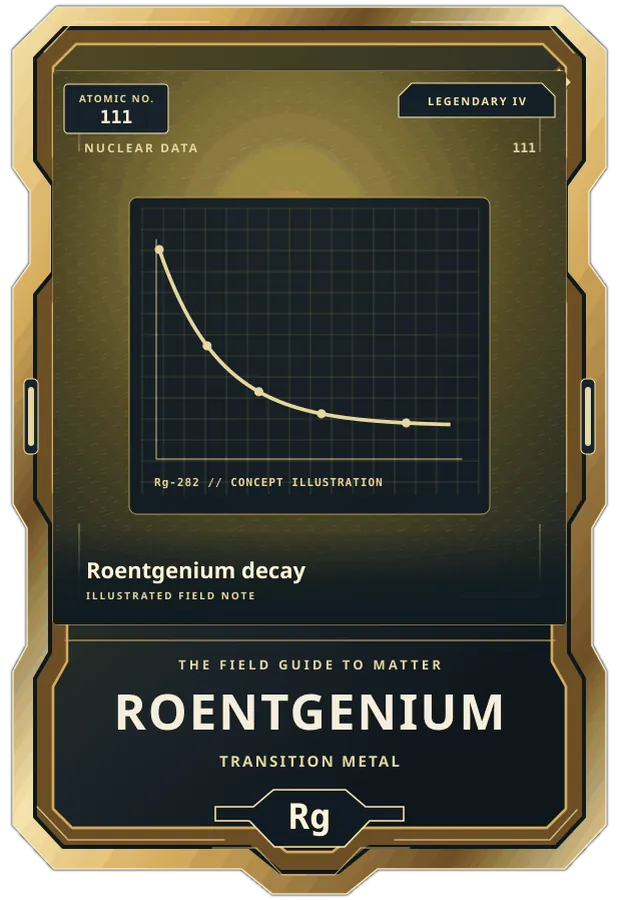 ATOMIC NO.
111
LEGENDARY IV
NUCLEAR DATA
111
Rg-282 // CONCEPT ILLUSTRATION
Roentgenium decay
ILLUSTRATED FIELD NOTE
THE FIELD GUIDE TO MATTER
ROENTGENIUM
TRANSITION METAL
Rg